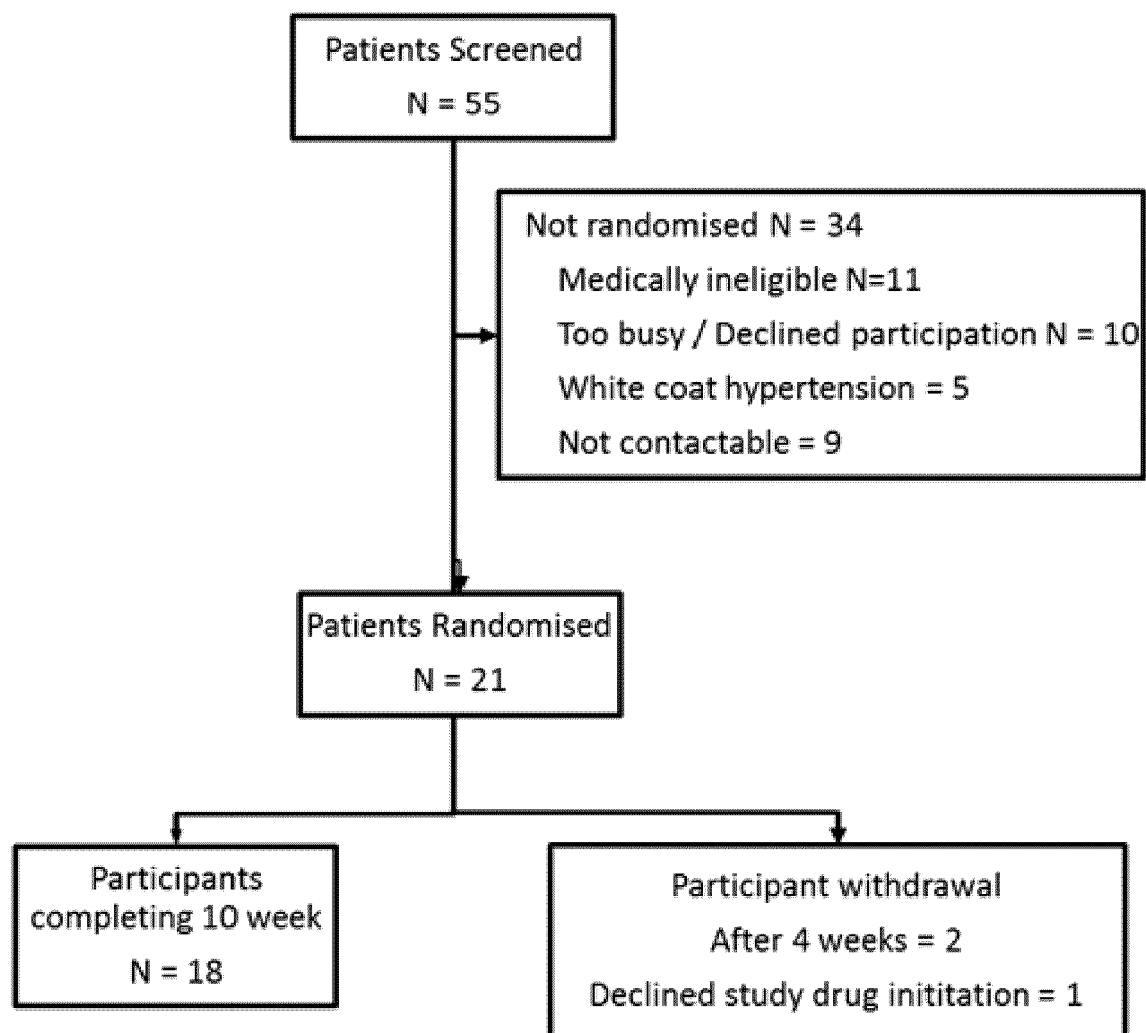 Patients Screened
N = 55
Not randomised N = 34
Medically ineligible N=11
Too busy / Declined participation N = 10
White coat hypertension = 5
Not contactable = 9
Patients Randomised
N = 21
Participants
completing 10 week
N = 18
Participant withdrawal
After 4 weeks = 2
Declined study drug inititation = 1